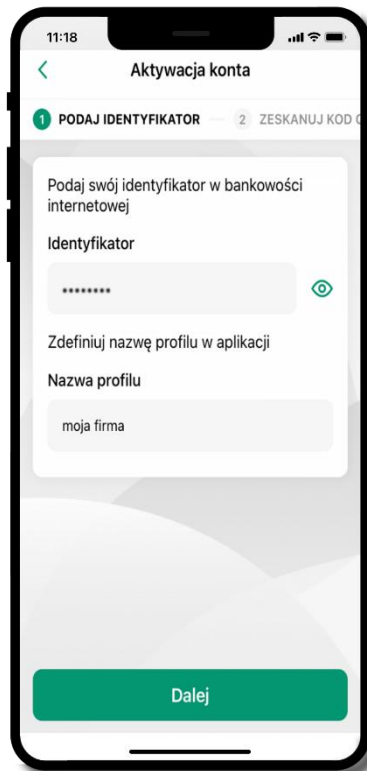 11:18
Aktywacja konta
1 PODAJ IDENTYFIKATOR 2 ZESKANUJ KOD
Podaj swój identyfikator w bankowości
internetowej
Identyfikator
********
Zdefiniuj nazwę profilu w aplikacji
Nazwa profilu
moja firma
Dalej